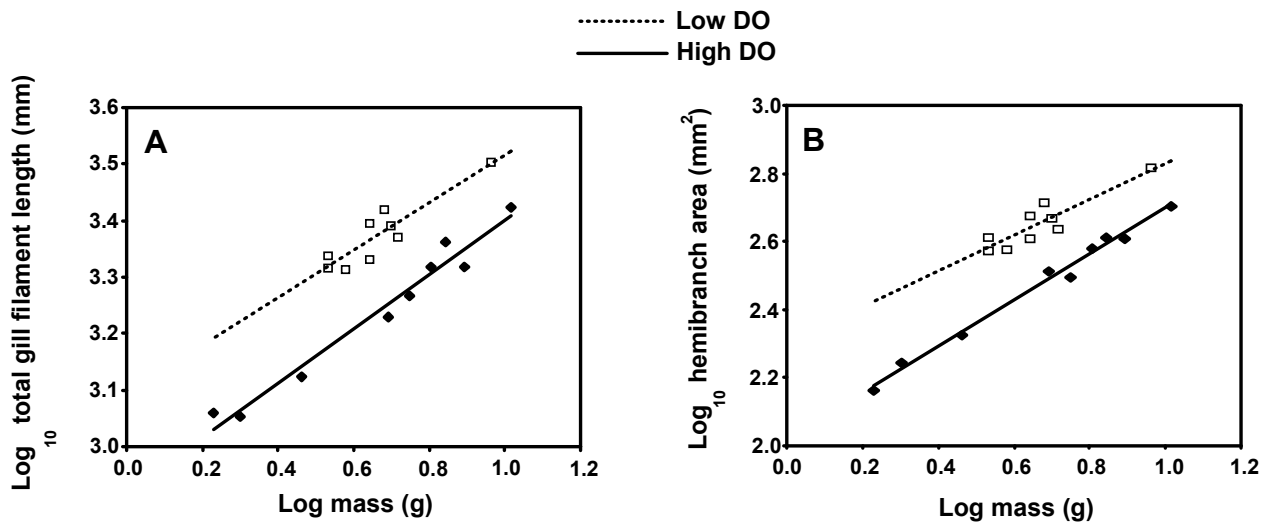 Low DO
High DO
Log10 total gill filament length (mm)
A
3.6
3.5
3.4
3.3
3.2
3.1
3.0
0.0 0.2 0.4 0.6 0.8 1.0 1.2
Log mass (g)
Log10 hemibranch area (mm²)
B
3.0
2.8
2.6
2.4
2.2
2.0
0.0 0.2 0.4 0.6 0.8 1.0 1.2
Log mass (g)